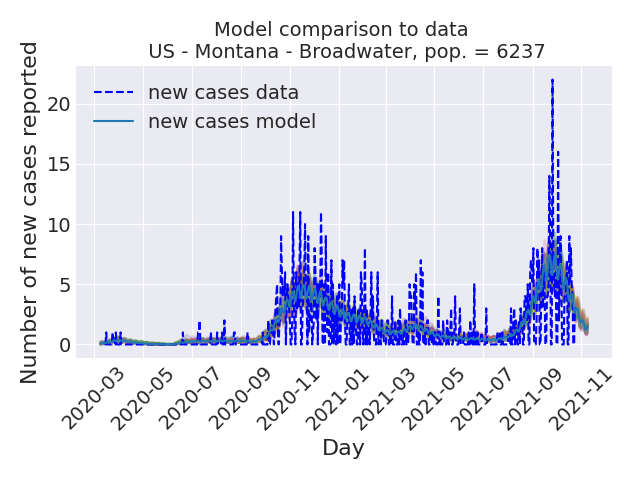 Model comparison to data
US - Montana - Broadwater, pop. = 6237
Number of new cases reported
new cases data
new cases model
20
15
10
5
0
2020-03
2020-05
2020-07
2020-09
2020-11
2021-01
2021-03
2021-05
2021-07
2021-09
2021-11
Day